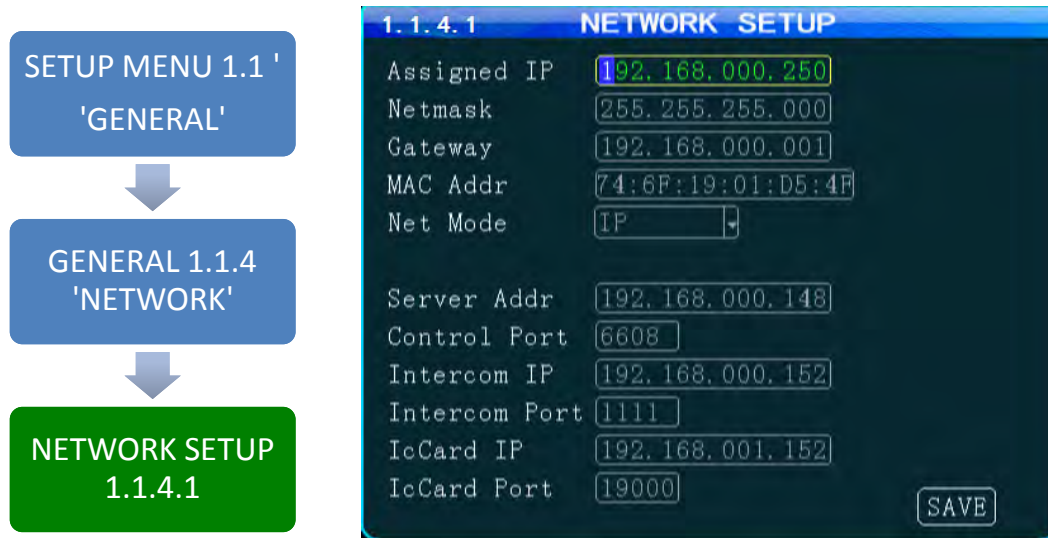 SETUP MENU 1.1 '
'GENERAL'
GENERAL 1.1.4
'NETWORK'
NETWORK SETUP
1.1.4.1
1.1.4.1 NETWORK SETUP
Assigned IP 192.168.000.250
Netmask 255.255.255.000
Gateway 192.168.000.001
MAC Addr 74:6F:19:01:D5:4F
Net Mode IP
Server Addr 192.168.000.148
Control Port 6608
Intercom IP 192.168.000.152
Intercom Port 1111
IcCard IP 192.168.001.152
IcCard Port 19000
SAVE